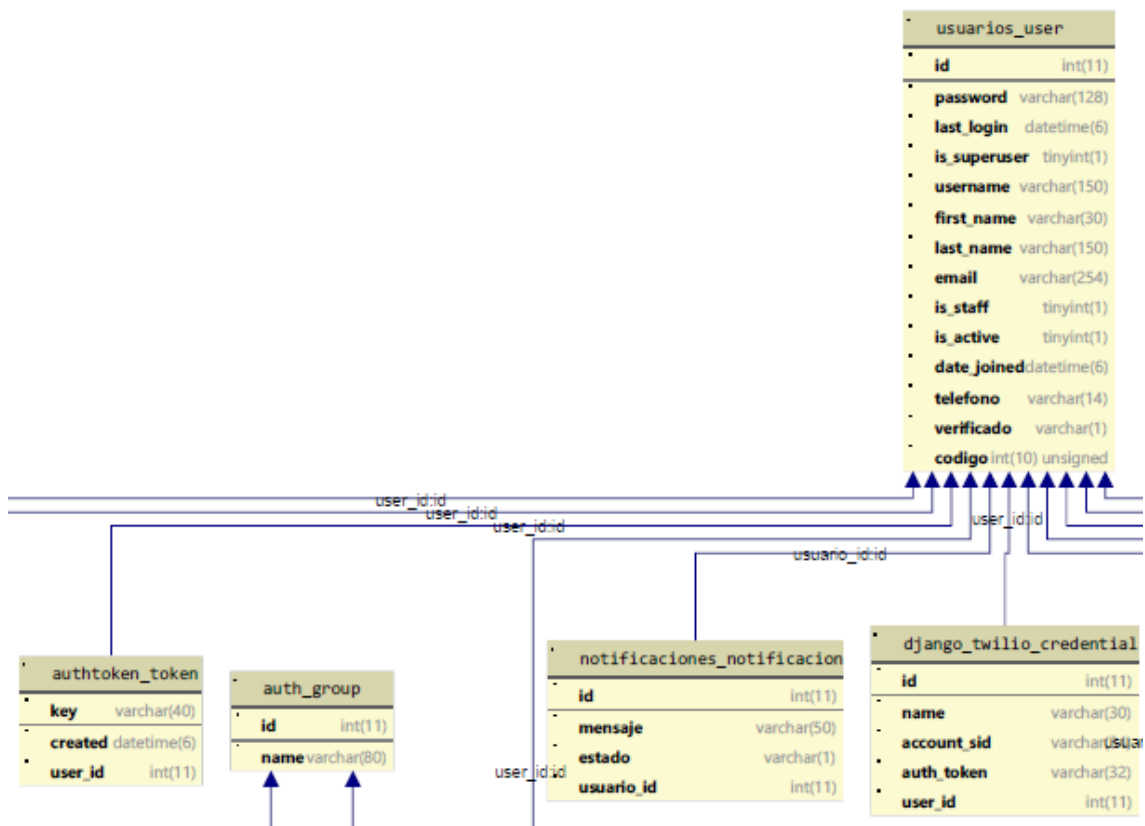 usuarios_user
id int(11)
password varchar(128)
last_login datetime(6)
is_superuser tinyint(1)
username varchar(150)
first_name varchar(30)
last_name varchar(150)
email varchar(254)
is_staff tinyint(1)
is_active tinyint(1)
date_joined datetime(6)
telefono varchar(14)
verificado varchar(1)
codigo int(10) unsigned
user_id:id
user_id:id
user_id:id
user_id:id
usuario_id:id
authtoken_token
key varchar(40)
created datetime(6)
user_id int(11)
auth_group
id int(11)
name varchar(80)
user_id:id
notificaciones_notificacion
id int(11)
mensaje varchar(50)
estado varchar(1)
usuario_id int(11)
django_twilio_credential
id int(11)
name varchar(30)
account_sid
auth_token varchar(32)
user_id int(11)